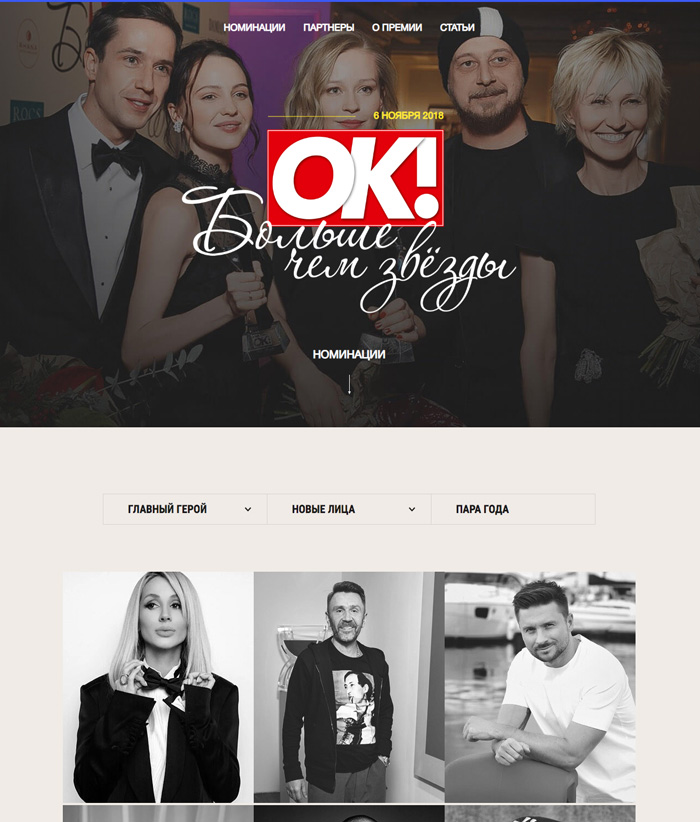 НОМИНАЦИИ ПАРТНЕРЫ О ПРЕМИИ СТАТЬИ
6 НОЯБРЯ 2018
OK!
Больше
чем звёзды
НОМИНАЦИИ
ГЛАВНЫЙ ГЕРОЙ НОВЫЕ ЛИЦА ПАРА ГОДА